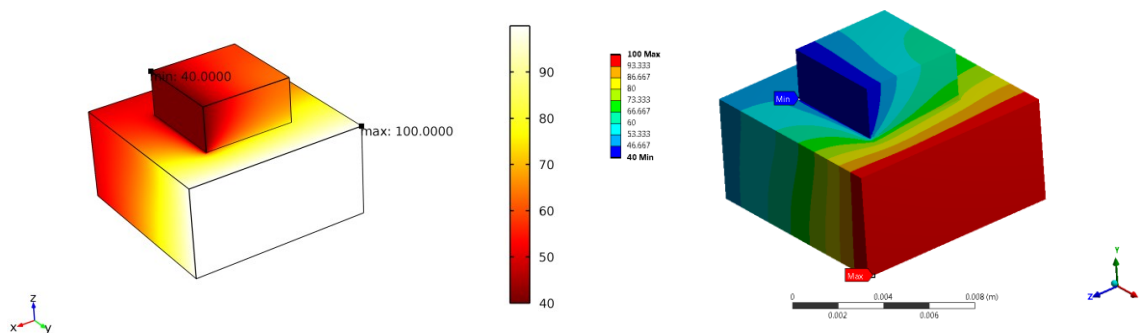 min: 40.0000
max: 100.0000
90
80
70
60
50
40
z
x
y
100 Max
93.333
86.667
80
73.333
66.667
60
53.333
46.667
40 Min
Min
Max
0
0.004
0.008 (m)
0.002
0.006
Y
Z